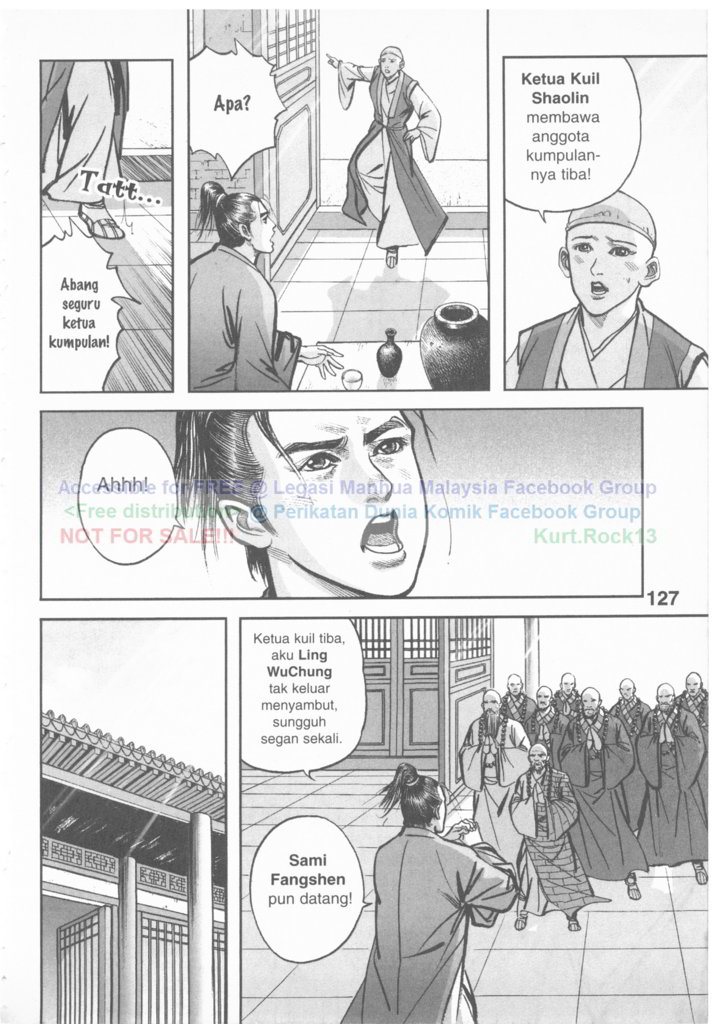 Tatt...
Abang
seguru
ketua
kumpulan!
Apa?
Ketua Kuil
Shaolin
membawa
anggota
kumpulan-
nya tiba!
Ahhh!
Accessible for FREE @ Legasi Manhua Malaysia Facebook Group
<Free distribution> @ Perikatan Dunia Komik Facebook Group
NOT FOR SALE!!!
Kurt.Rock13
127
Ketua kuil tiba,
aku Ling
WuChung
tak keluar
menyambut,
sungguh
segan sekali.
Sami
Fangshen
pun datang!